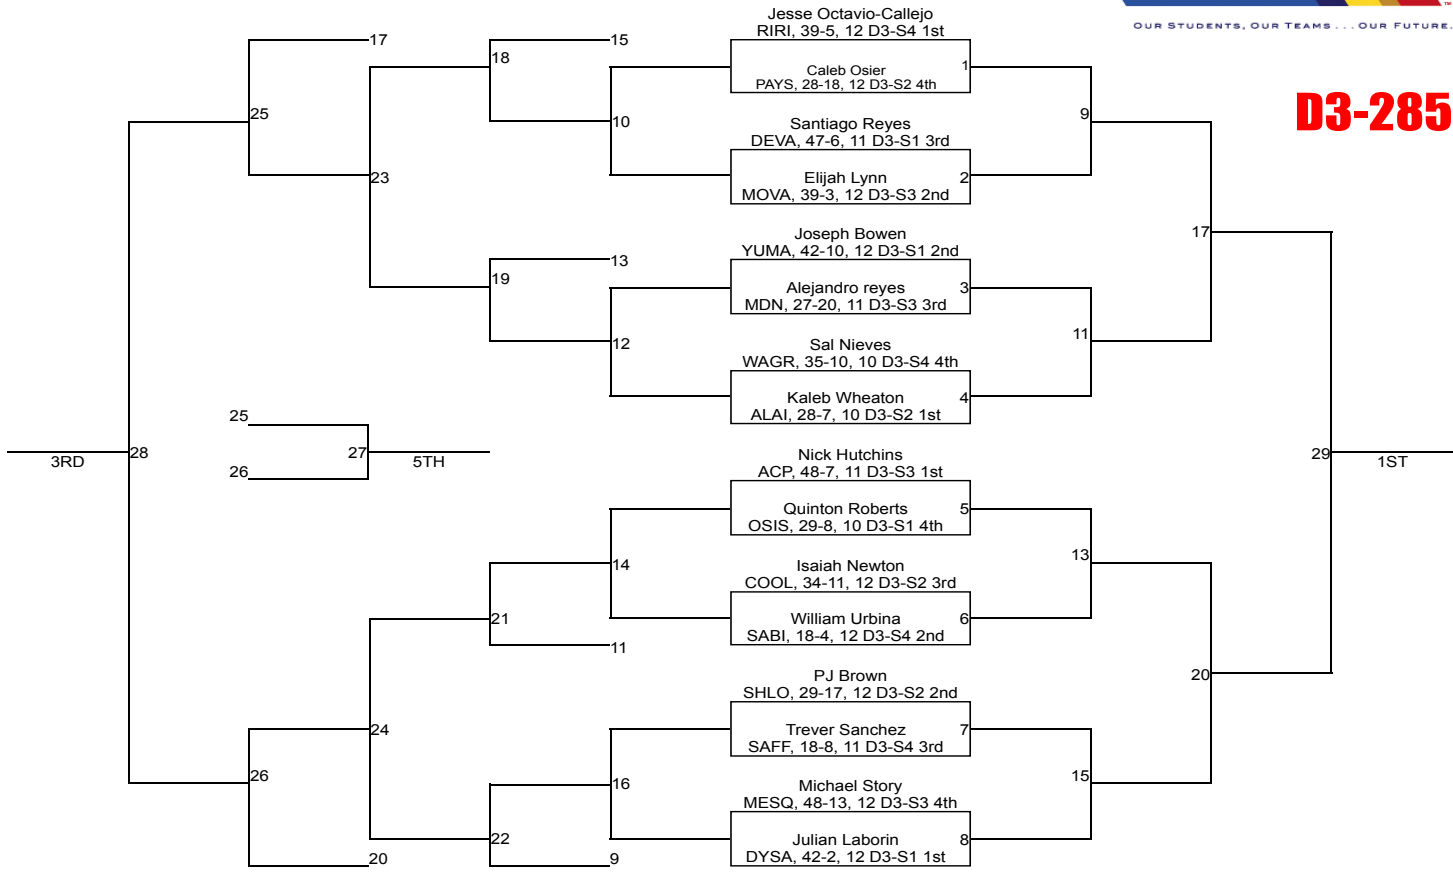 ™
OUR STUDENTS, OUR TEAMS . . . OUR FUTURE.
D3-285
Jesse Octavio-Callejo
RIRI, 39-5, 12 D3-S4 1st
Caleb Osier
PAYS, 28-18, 12 D3-S2 4th
1
Santiago Reyes
DEVA, 47-6, 11 D3-S1 3rd
Elijah Lynn
MOVA, 39-3, 12 D3-S3 2nd
2
Joseph Bowen
YUMA, 42-10, 12 D3-S1 2nd
Alejandro reyes
MDN, 27-20, 11 D3-S3 3rd
3
Sal Nieves
WAGR, 35-10, 10 D3-S4 4th
Kaleb Wheaton
ALAI, 28-7, 10 D3-S2 1st
4
Nick Hutchins
ACP, 48-7, 11 D3-S3 1st
Quinton Roberts
OSIS, 29-8, 10 D3-S1 4th
5
Isaiah Newton
COOL, 34-11, 12 D3-S2 3rd
William Urbina
SABI, 18-4, 12 D3-S4 2nd
6
PJ Brown
SHLO, 29-17, 12 D3-S2 2nd
Trever Sanchez
SAFF, 18-8, 11 D3-S4 3rd
7
Michael Story
MESQ, 48-13, 12 D3-S3 4th
Julian Laborin
DYSA, 42-2, 12 D3-S1 1st
8
9
11
13
15
17
20
29
1ST
15
10
18
13
12
19
14
11
21
16
9
22
17
23
25
24
20
26
28
3RD
25
26
27
5TH